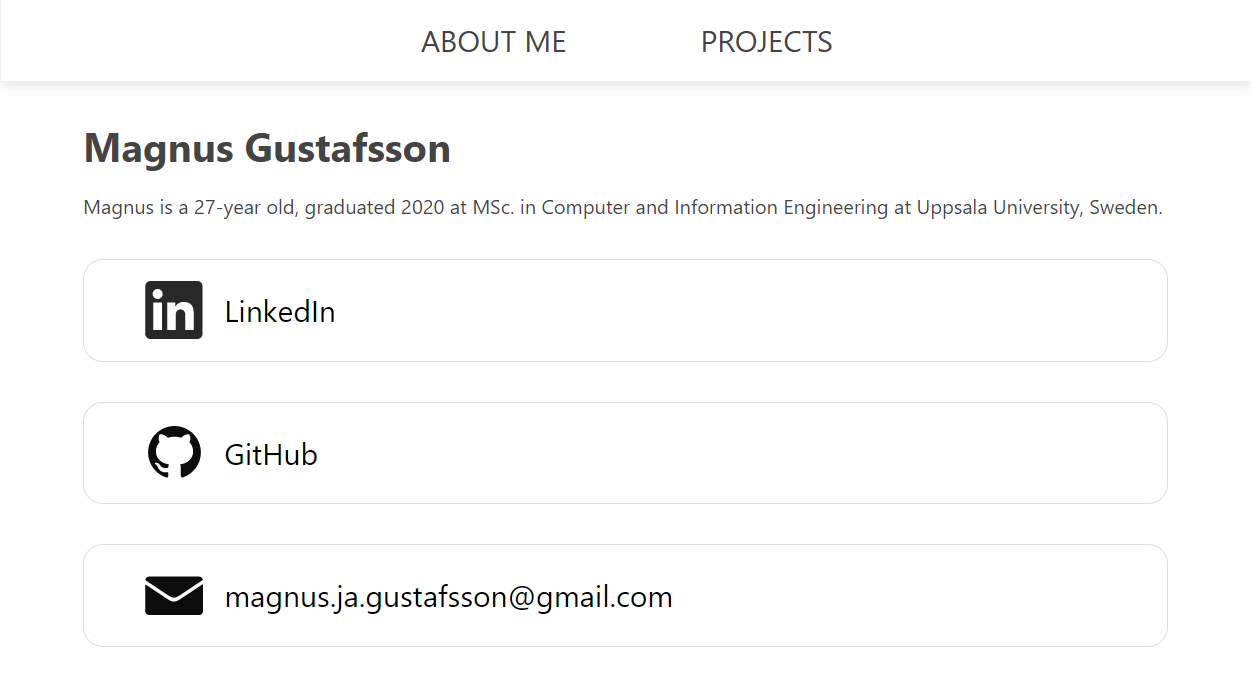 ABOUT ME PROJECTS
Magnus Gustafsson
Magnus is a 27-year old, graduated 2020 at MSc. in Computer and Information Engineering at Uppsala University, Sweden.
in LinkedIn
GitHub
magnus.ja.gustafsson@gmail.com